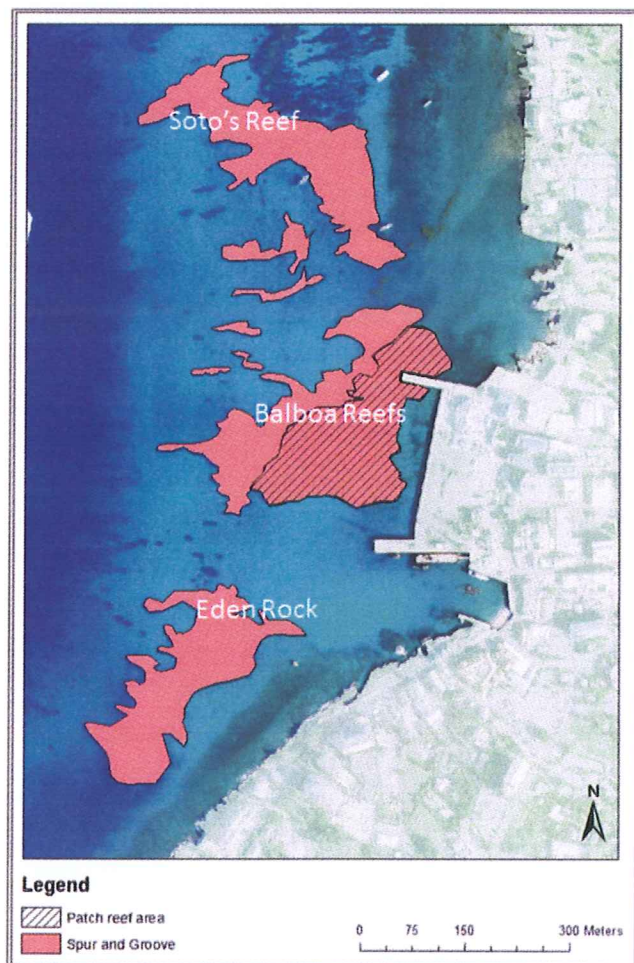 Soto's Reef
Balboa Reefs
Eden Rock
N
Legend
Patch reef area
Spur and Groove
0 75 150 300 Meters